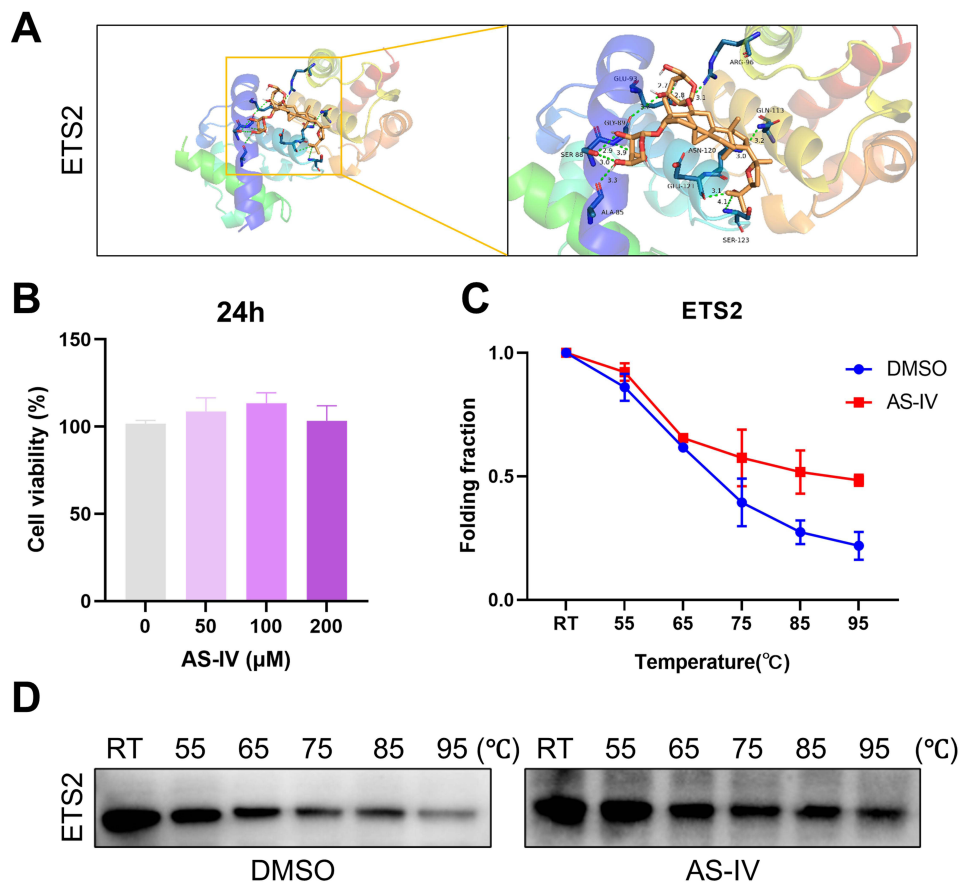 A
ETS2
ARG-96
GLU-93
2.7
2.8
3.1
GLY-89
GLN-113
3.2
SER-88
2.9
3.9
3.0
ASN-120
3.0
3.3
GLU-121
3.1
4.1
ALA-85
SER-123
B
24h
Cell viability (%)
150
100
50
0
0 50 100 200
AS-IV (μM)
C
ETS2
Folding fraction
1.0
0.5
0.0
DMSO
AS-IV
RT 55 65 75 85 95
Temperature(℃)
D
RT 55 65 75 85 95 (℃)
RT 55 65 75 85 95 (℃)
ETS2
DMSO
AS-IV